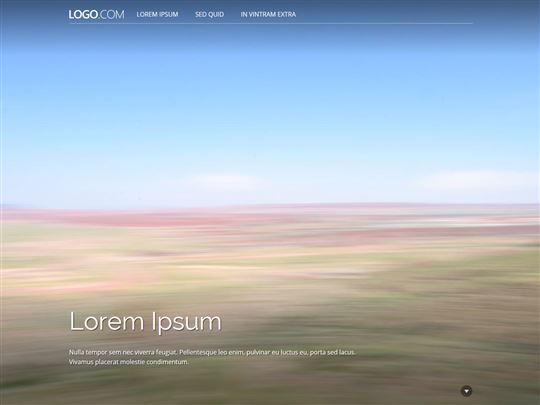 LOGO.COM
LOREM IPSUM
SED QUID
IN VINTRAM EXTRA
Lorem Ipsum
Nulla tempor sem nec viverra feugiat. Pellentesque leo enim, pulvinar eu luctus eu, porta sed lacus.
Vivamus placerat molestie condimentum.